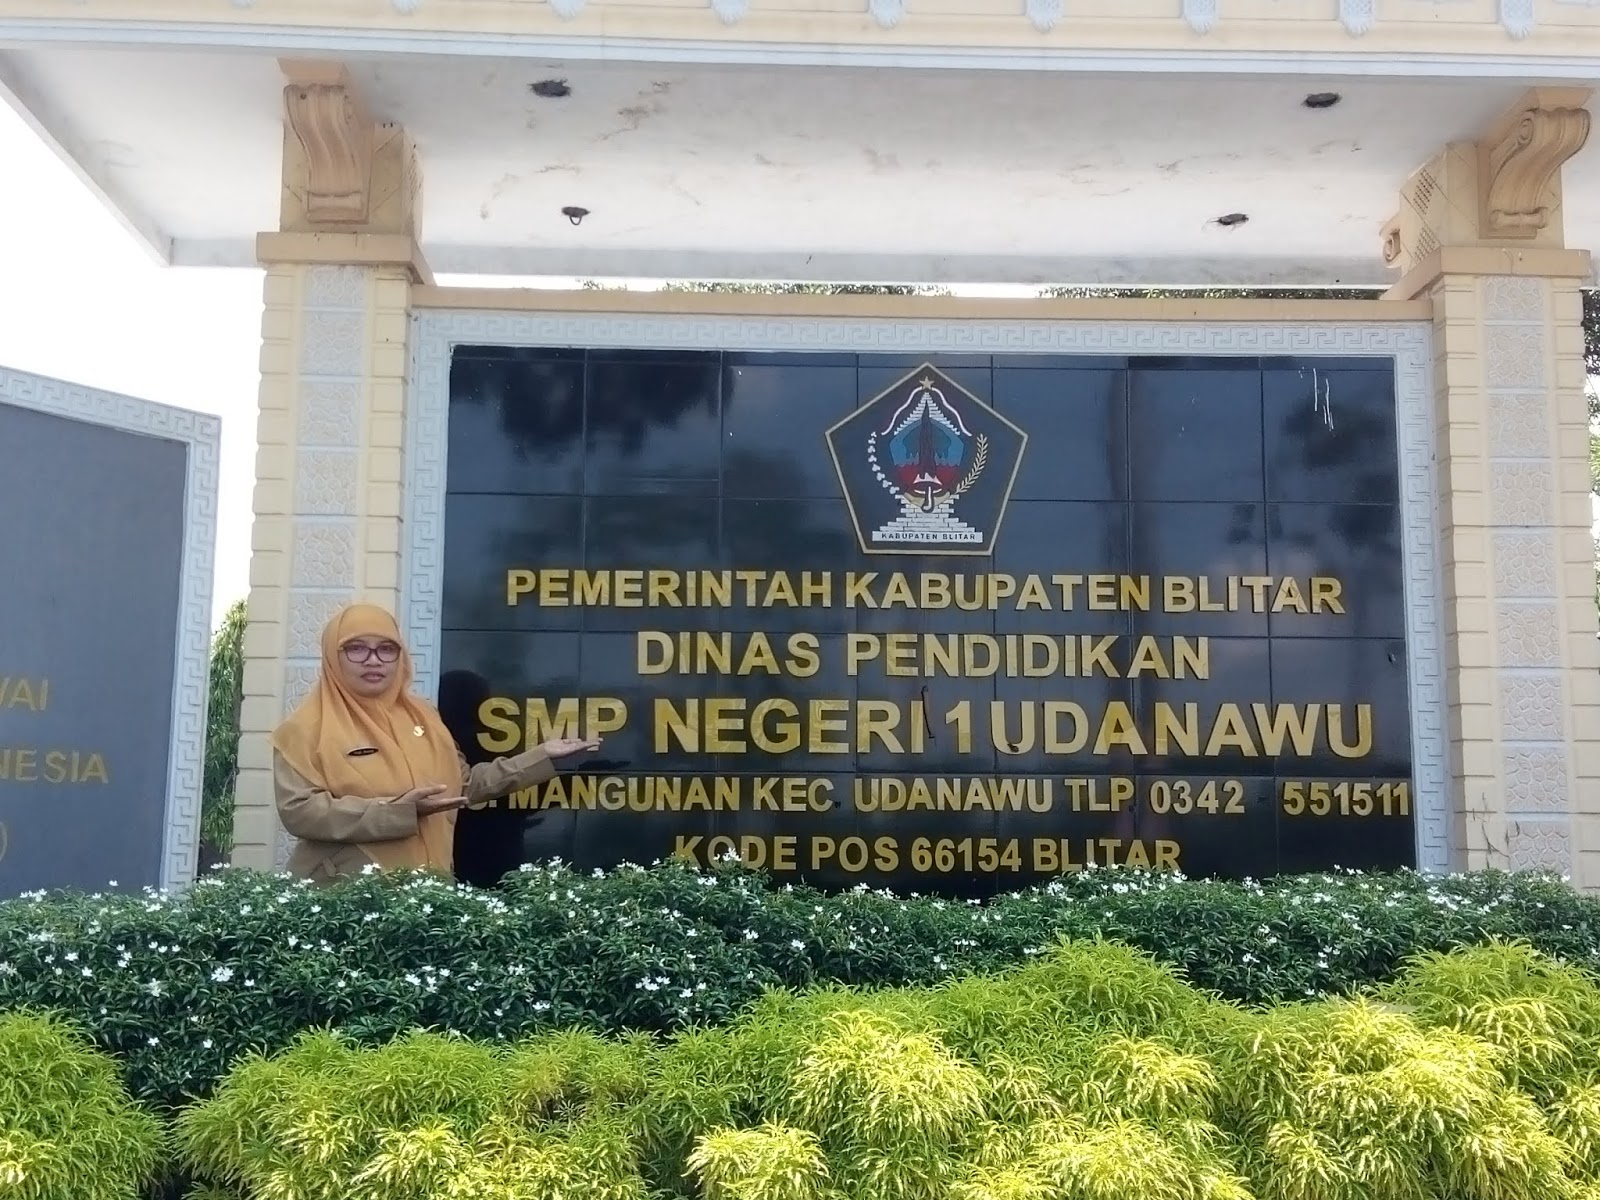 WAI
NESIA
)
KABUPATEN BLITAR
PEMERINTAH KABUPATEN BLITAR
DINAS PENDIDIKAN
SMP NEGERI 1 UDANAWU
MANGUNAN KEC UDANAWU TLP 0342 551511
KODE POS 66154 BLITAR